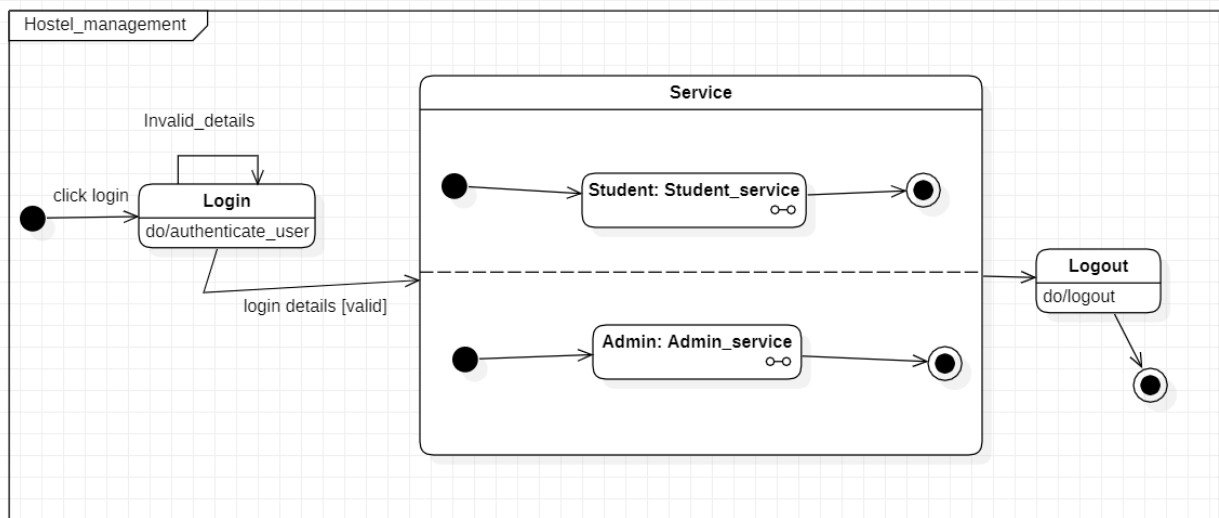 Hostel_management
Service
Invalid_details
click login
Login
do/authenticate_user
login details [valid]
Student: Student_service
Admin: Admin_service
Logout
do/logout